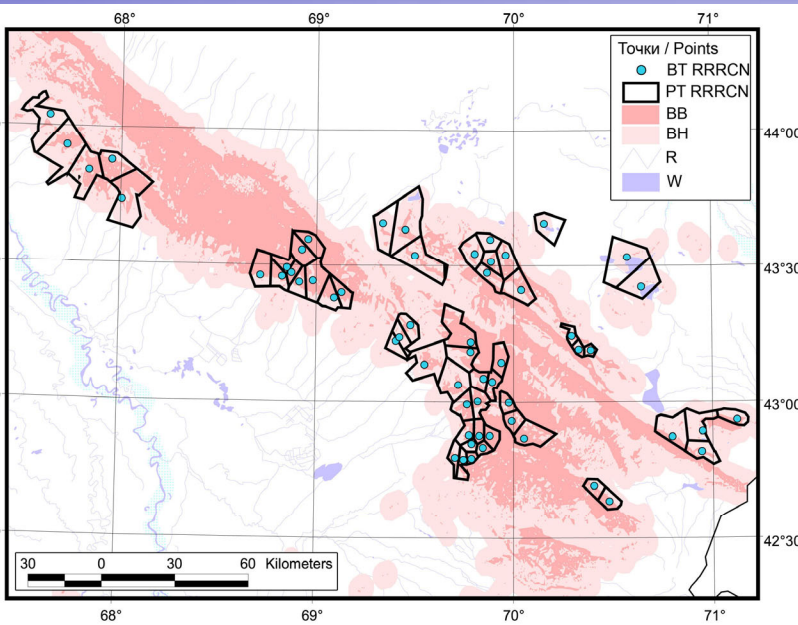 68° 69° 70° 71°
Точки / Points
BT RRRCN
PT RRRCN
BB
BH
R
W
44°00
43°30
43°00
42°30
30 0 30 60 Kilometers
68° 69° 70° 71°